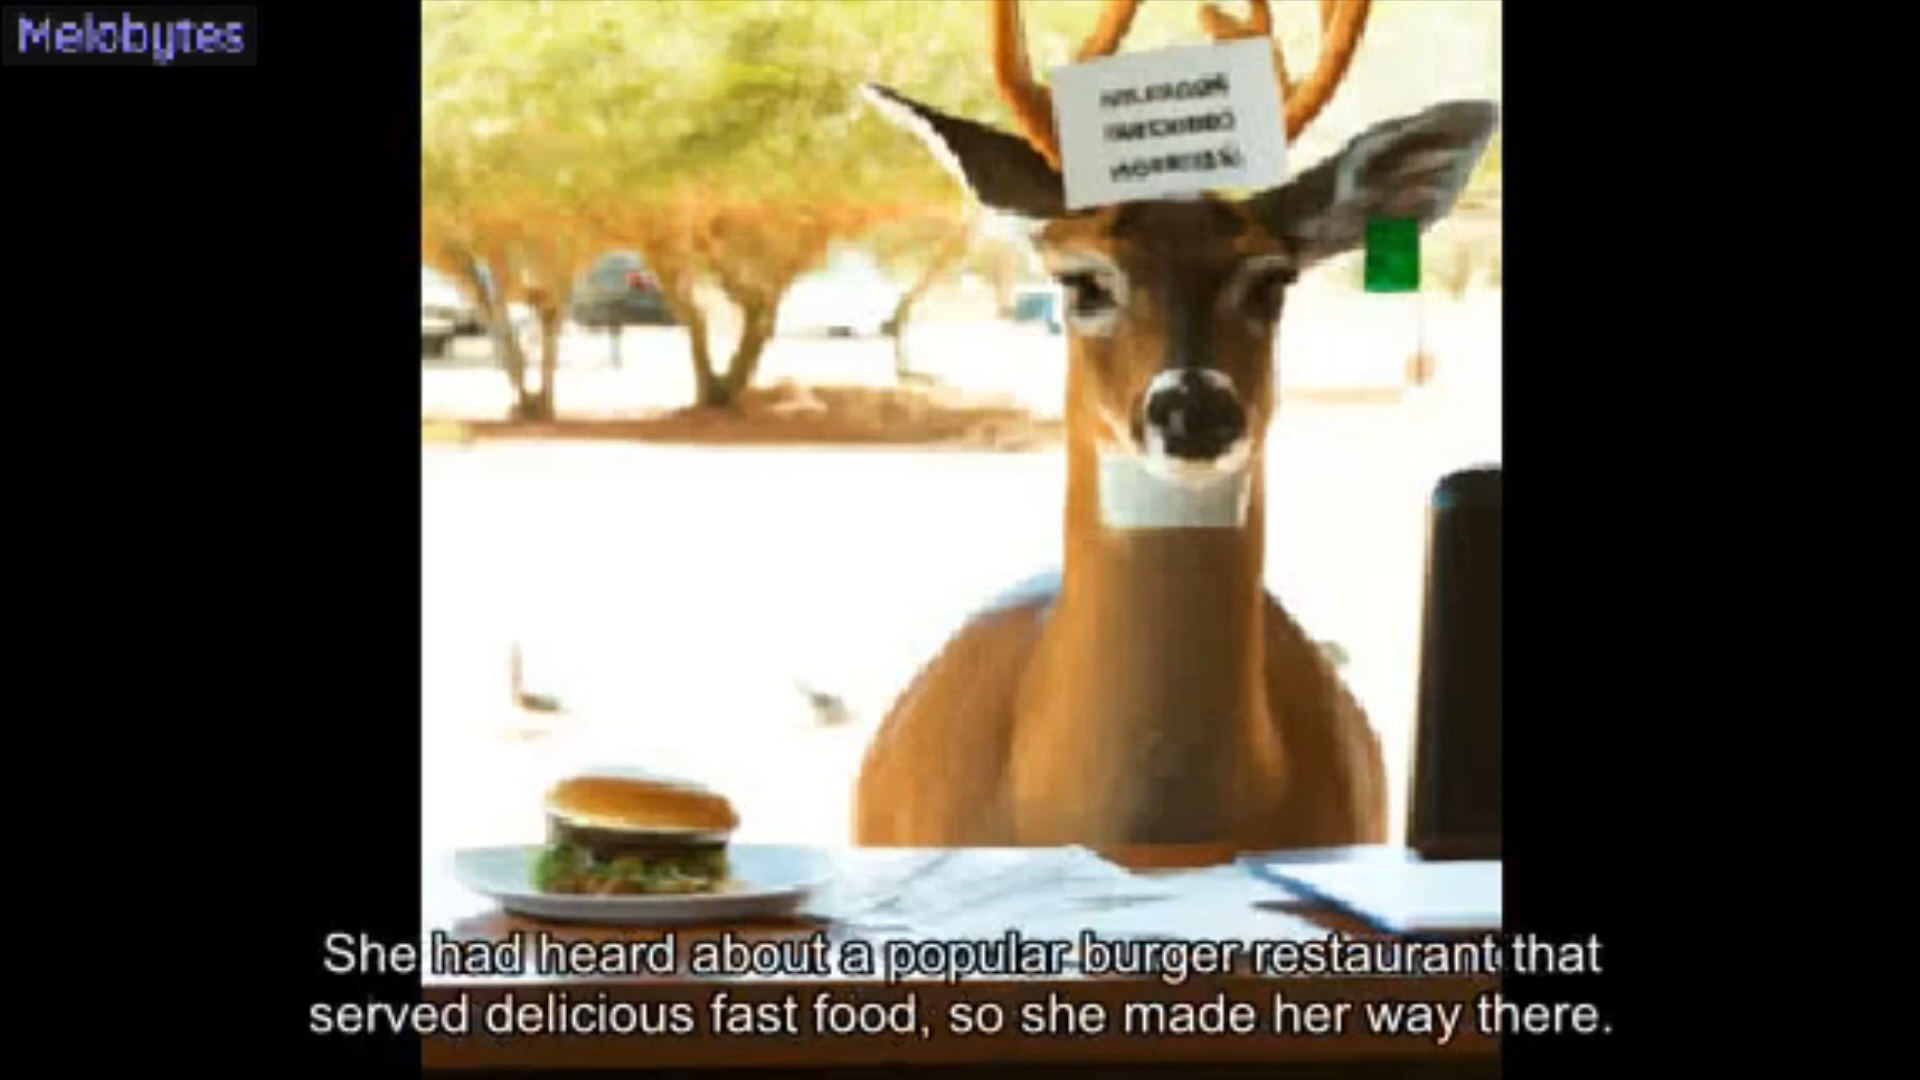 Melobytes
She had heard about a popular burger restaurant that
served delicious fast food, so she made her way there.